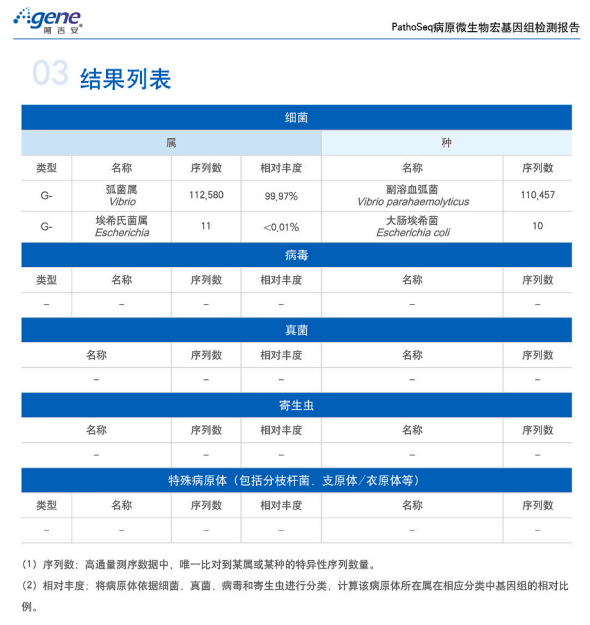 gene
阅吉安®
PathoSeq病原微生物宏基因组检测报告
03 结果列表
细菌
属 种
类型 名称 序列数 相对丰度 名称 序列数
G- 弧菌属 Vibrio 112,580 99.97% 副溶血弧菌 Vibrio parahaemolyticus 110,457
G- 埃希氏菌属 Escherichia 11 <0.01% 大肠埃希菌 Escherichia coli 10
病毒
类型 名称 序列数 相对丰度 名称 序列数
– – – – – –
真菌
名称 序列数 相对丰度 名称 序列数
– – – – –
寄生虫
名称 序列数 相对丰度 名称 序列数
– – – – –
特殊病原体（包括分枝杆菌、支原体/衣原体等）
类型 名称 序列数 相对丰度 名称 序列数
– – – – – –
（1）序列数：高通量测序数据中，唯一比对到某属或某种的特异性序列数量。
（2）相对丰度：将病原体依据细菌、真菌、病毒和寄生虫进行分类，计算该病原体所在属在相应分类中基因组的相对比
例。